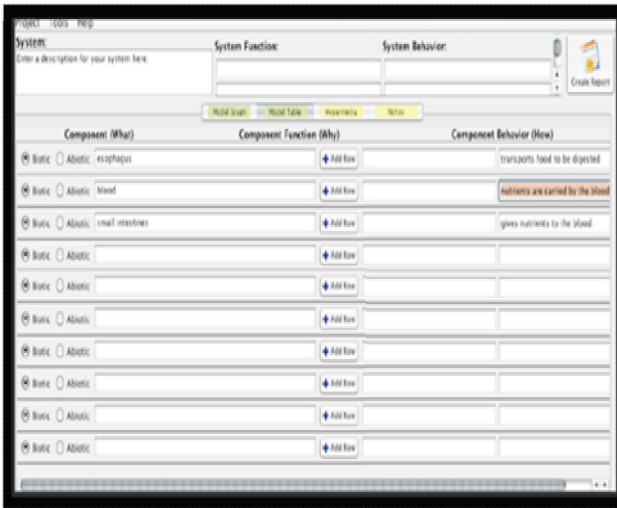 Project Tools Help
System:
Enter a description for your system here.
System Function:
System Behavior:
Create Report
Model Graph Model Table Hypermedia Notes
Component (What) Component Function (Why) Component Behavior (How)
Biotic Abiotic esophagus Add Row transports food to be digested
Biotic Abiotic blood Add Row nutrients are carried by the blood
Biotic Abiotic small intestines Add Row gives nutrients to the blood
Biotic Abiotic Add Row
Biotic Abiotic Add Row
Biotic Abiotic Add Row
Biotic Abiotic Add Row
Biotic Abiotic Add Row
Biotic Abiotic Add Row
Biotic Abiotic Add Row